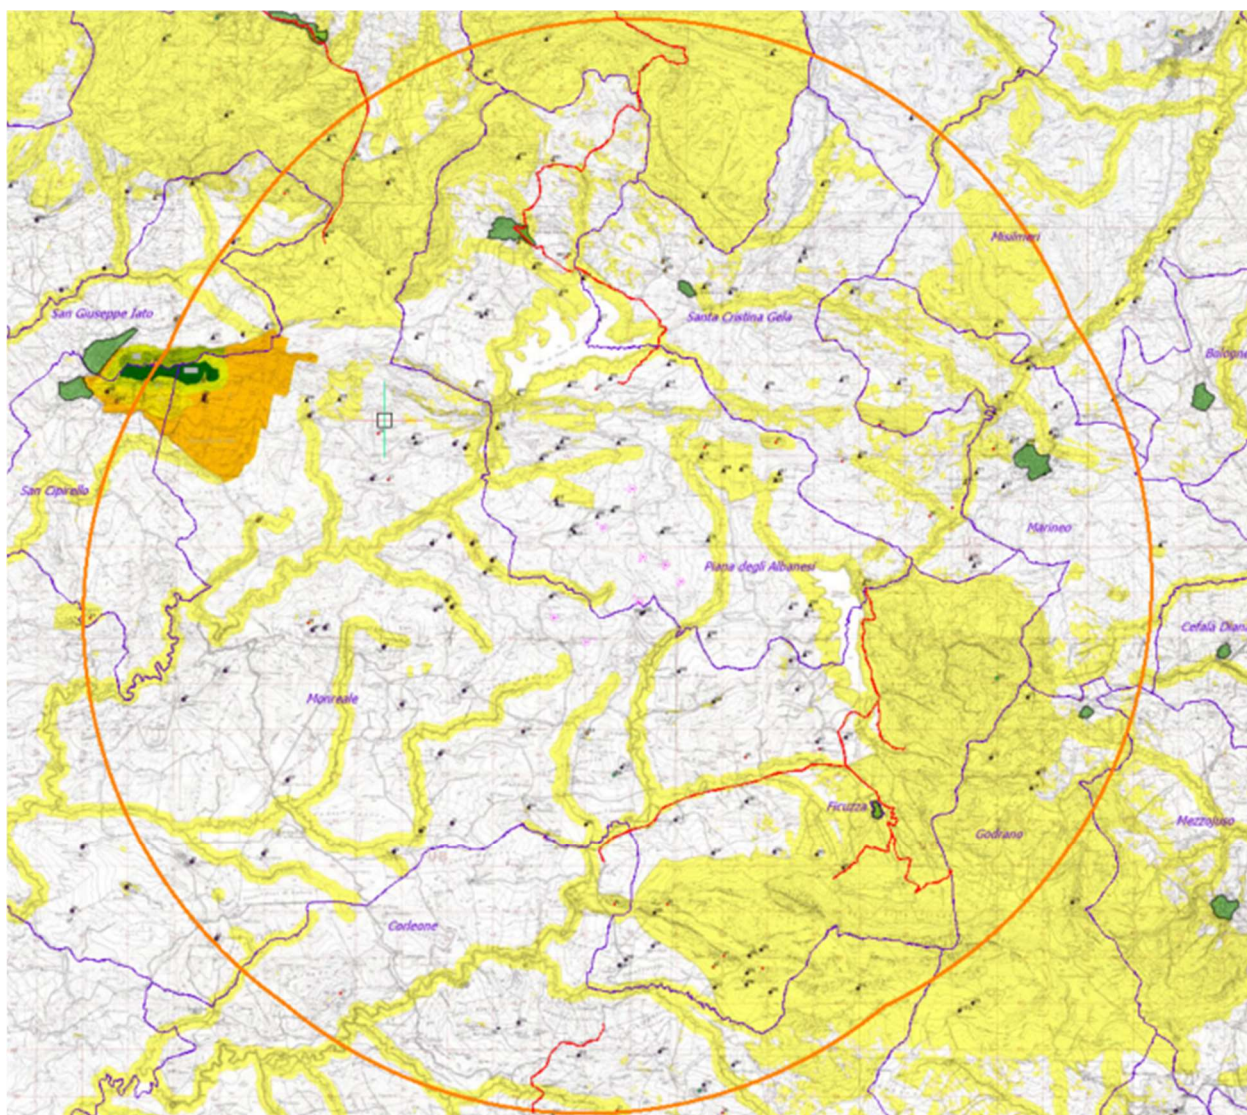 Misilmeri
San Giuseppe Jato
Santa Cristina Gela
Bologne
San Cipirello
Marineo
Piana degli Albanesi
Cefalà Diana
Monreale
Ficuzza
Godrano
Mezzojuso
Corleone